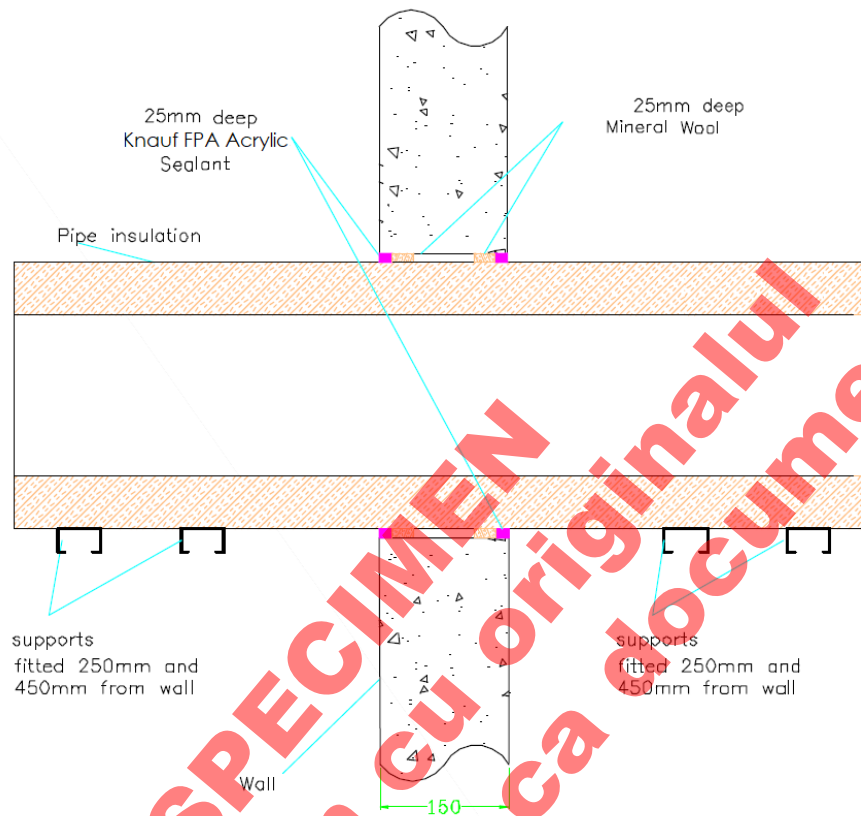 25mm deep
Knauf FPA Acrylic
Sealant
25mm deep
Mineral Wool
Pipe insulation
supports
fitted 250mm and
450mm from wall
supports
fitted 250mm and
450mm from wall
Wall
150
SPECIMEN
cu originalul
ca docume